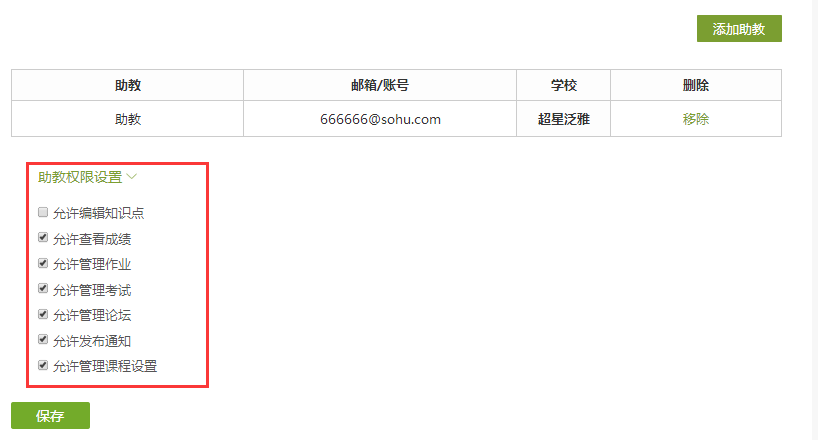 添加助教
助教 邮箱/账号 学校 删除
助教 666666@sohu.com 超星泛雅 移除
助教权限设置
允许编辑知识点
允许查看成绩
允许管理作业
允许管理考试
允许管理论坛
允许发布通知
允许管理课程设置
保存